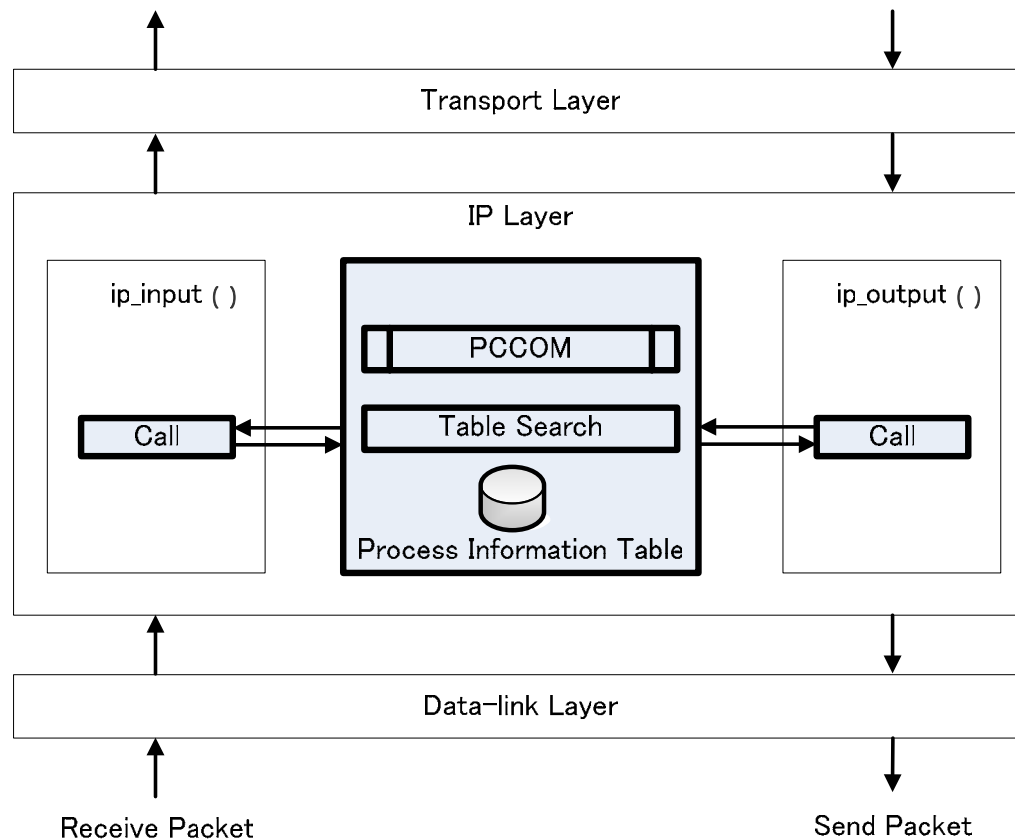 Transport Layer
IP Layer
ip_input ( )
ip_output ( )
PCCOM
Call
Table Search
Call
Process Information Table
Data-link Layer
Receive Packet
Send Packet